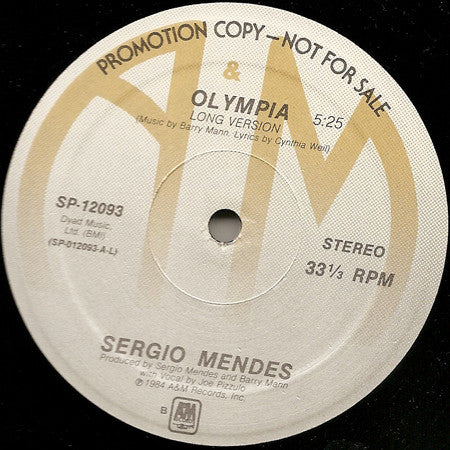 PROMOTION COPY—NOT FOR SALE
&
OLYMPIA 5:25
LONG VERSION
(Music by Barry Mann, Lyrics by Cynthia Weil)
SP-12093
Dyad Music,
Ltd. (BMI)
(SP-012093-A-L)
STEREO
33 1/3 RPM
SERGIO MENDES
Produced by Sergio Mendes and Barry Mann
with Vocal by Joe Pizzulo
℗1984 A&M Records, Inc.
B
A&M